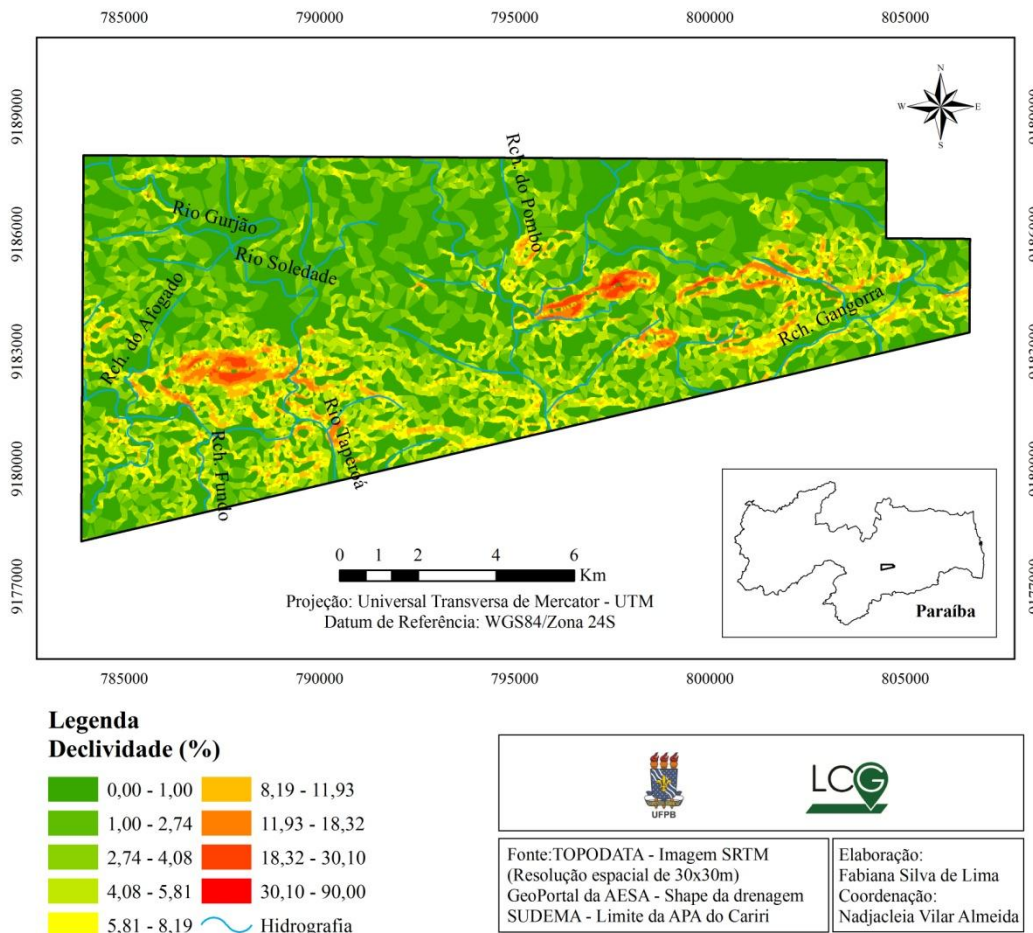 785000 790000 795000 800000 805000
9189000
9186000
9183000
9180000
9177000
N
W E
S
Rch. do Pombo
Rio Gurjão
Rio Soledade
Rch. do Afogado
Rch. Gangorra
Rio Taperoá
Rch. Fundo
0 1 2 4 6
Km
Projeção: Universal Transversa de Mercator - UTM
Datum de Referência: WGS84/Zona 24S
Paraíba
9189000
9186000
9183000
9180000
9177000
785000 790000 795000 800000 805000
Legenda
Declividade (%)
0,00 - 1,00
1,00 - 2,74
2,74 - 4,08
4,08 - 5,81
5,81 - 8,19
8,19 - 11,93
11,93 - 18,32
18,32 - 30,10
30,10 - 90,00
Hidrografia
UFPB
LCG
Fonte:TOPODATA - Imagem SRTM
(Resolução espacial de 30x30m)
GeoPortal da AESA - Shape da drenagem
SUDEMA - Limite da APA do Cariri
Elaboração:
Fabiana Silva de Lima
Coordenação:
Nadjacleia Vilar Almeida